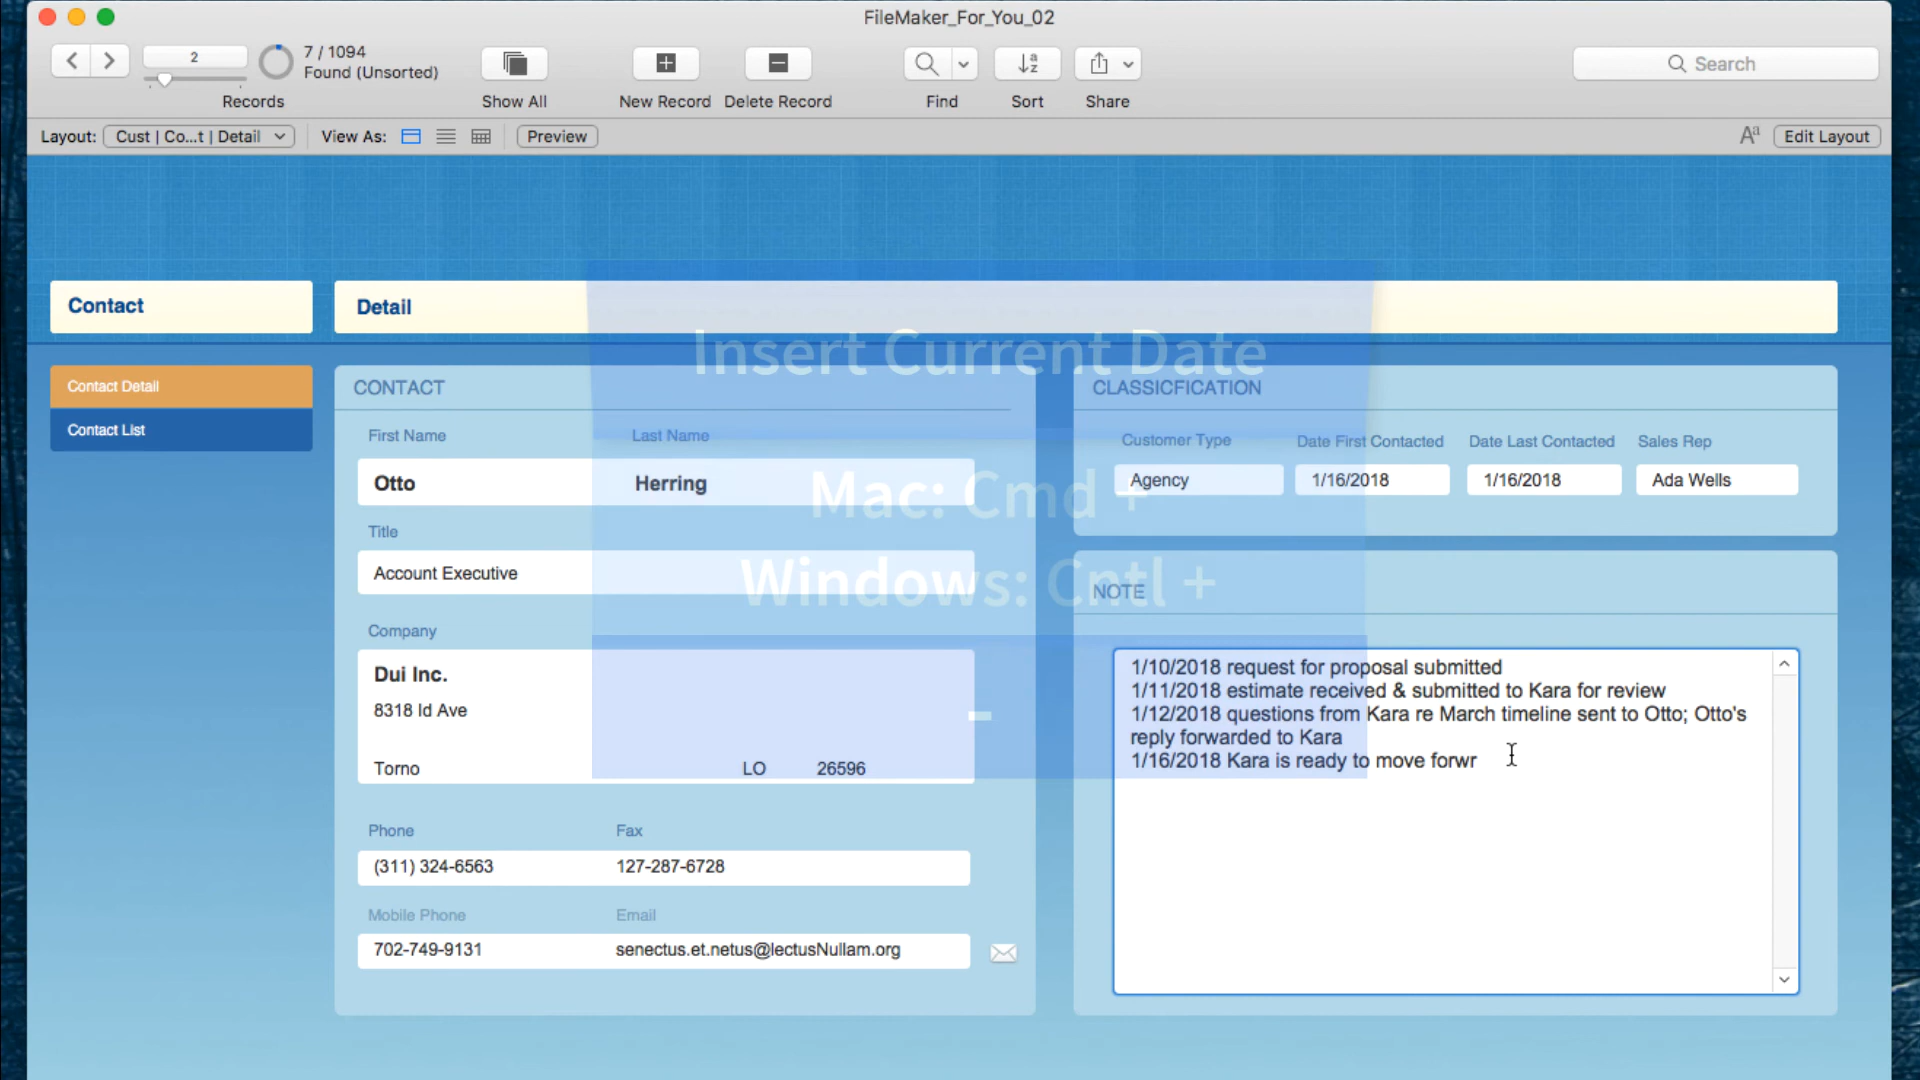 FileMaker_For_You_02
2
7 / 1094
Found (Unsorted)
Records
Show All
New Record
Delete Record
Find
Sort
Share
Search
Layout:
Cust | Co...t | Detail
View As:
Preview
Aa
Edit Layout
Contact
Detail
Insert Current Date
Mac: Cmd +
Windows: Cntl +
-
Contact Detail
Contact List
CONTACT
First Name
Last Name
Otto
Herring
Title
Account Executive
Company
Dui Inc.
8318 Id Ave
Torno
LO
26596
Phone
Fax
(311) 324-6563
127-287-6728
Mobile Phone
Email
702-749-9131
senectus.et.netus@lectusNullam.org
CLASSICFICATION
Customer Type
Date First Contacted
Date Last Contacted
Sales Rep
Agency
1/16/2018
1/16/2018
Ada Wells
NOTE
1/10/2018 request for proposal submitted
1/11/2018 estimate received & submitted to Kara for review
1/12/2018 questions from Kara re March timeline sent to Otto; Otto's
reply forwarded to Kara
1/16/2018 Kara is ready to move forwr